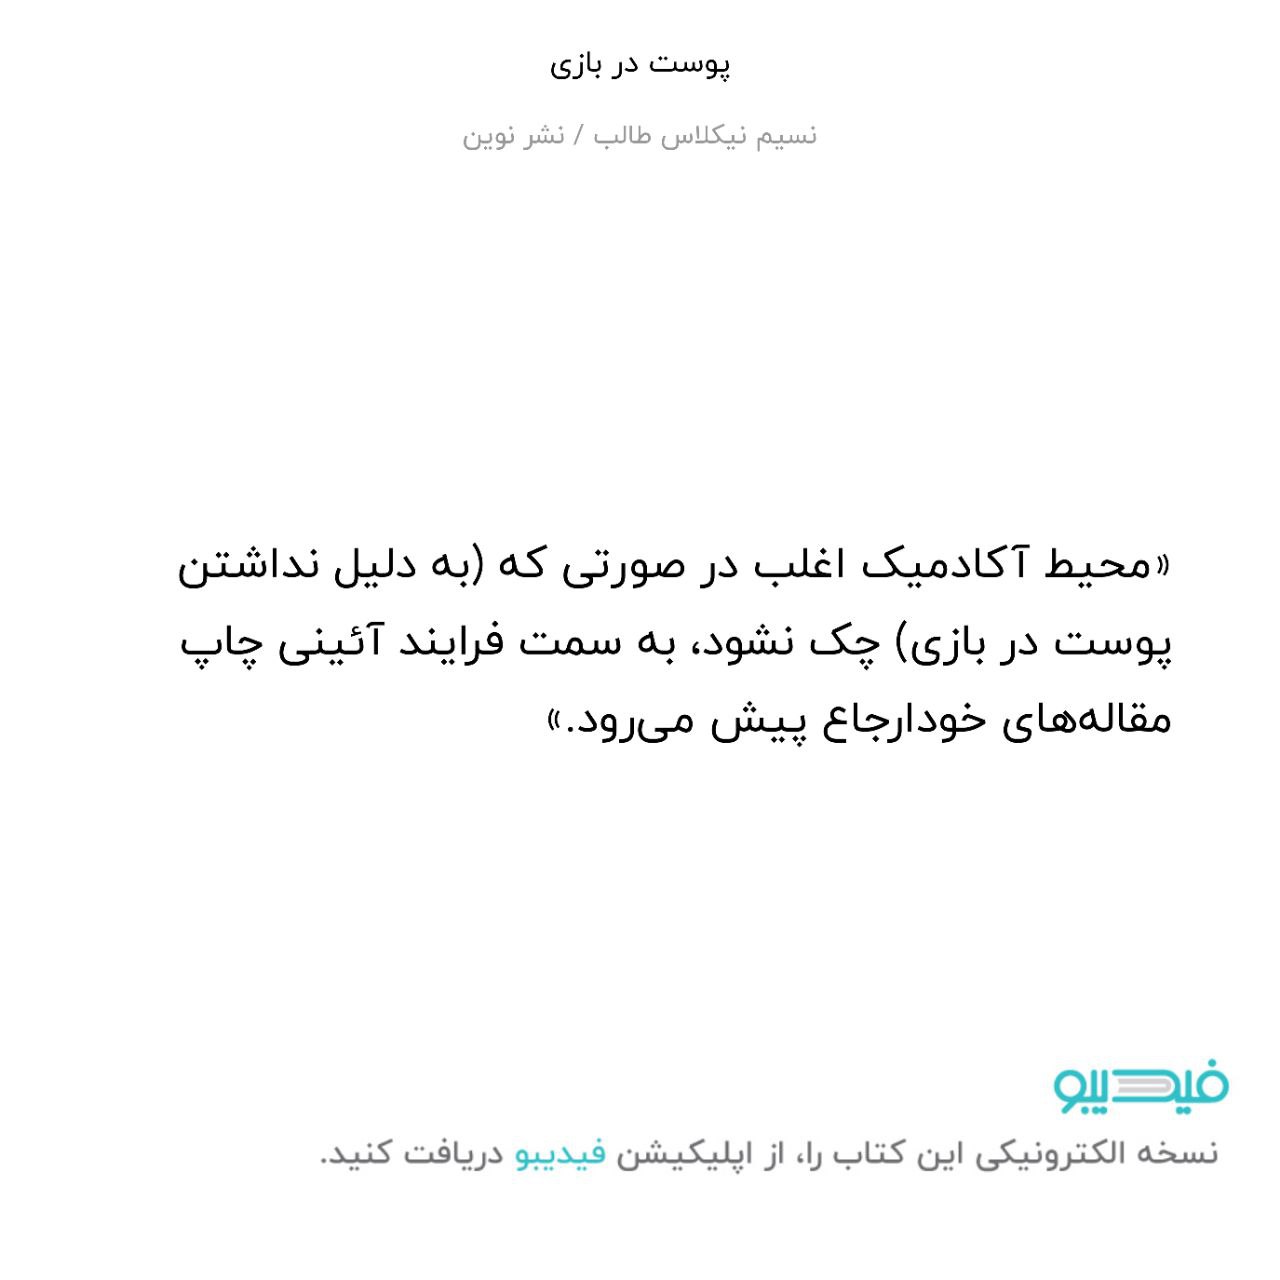 پوست در بازی
نسیم نیکلاس طالب / نشر نوین
«محیط آکادمیک اغلب در صورتی که (به دلیل نداشتن
پوست در بازی) چک نشود، به سمت فرایند آئینی چاپ
مقاله‌های خودارجاع پیش می‌رود.»
فیدیبو
نسخه الکترونیکی این کتاب را، از اپلیکیشن فیدیبو دریافت کنید.